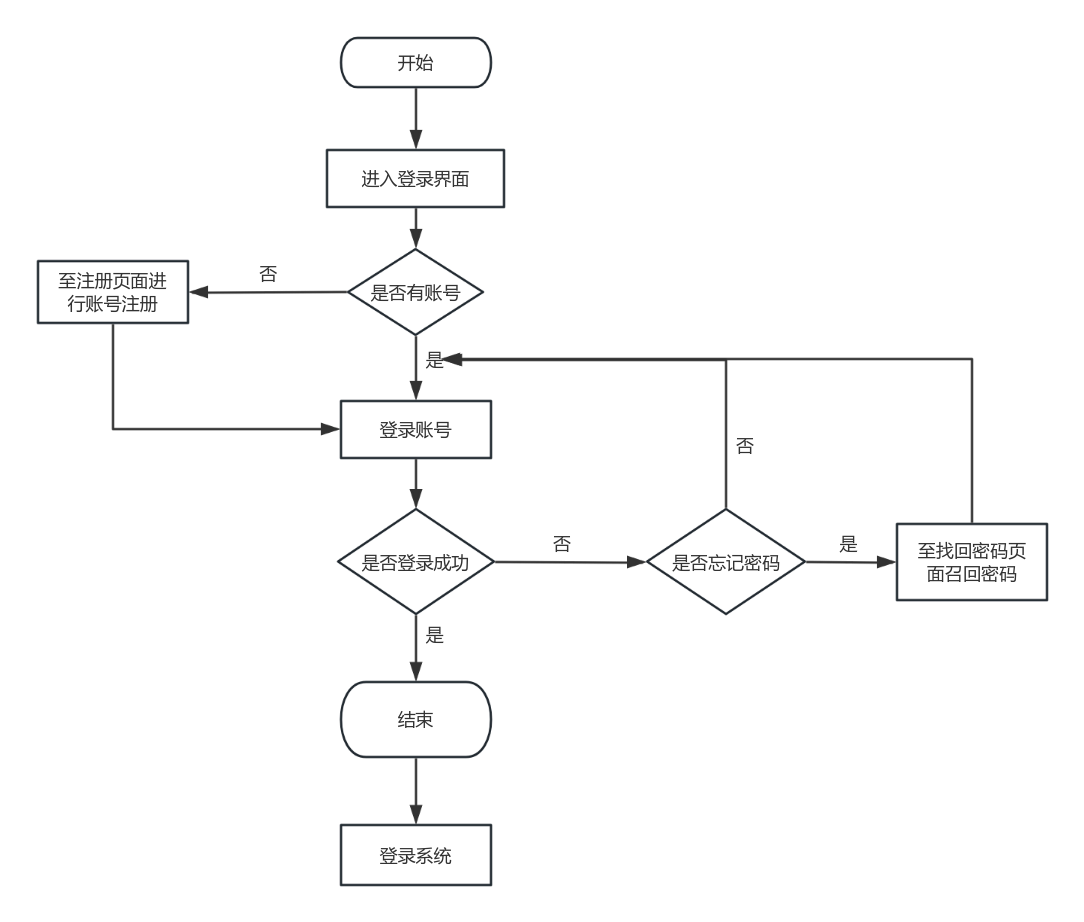 开始
进入登录界面
是否有账号
否
至注册页面进
行账号注册
是
登录账号
否
是否登录成功
否
是否忘记密码
是
至找回密码页
面召回密码
是
结束
登录系统